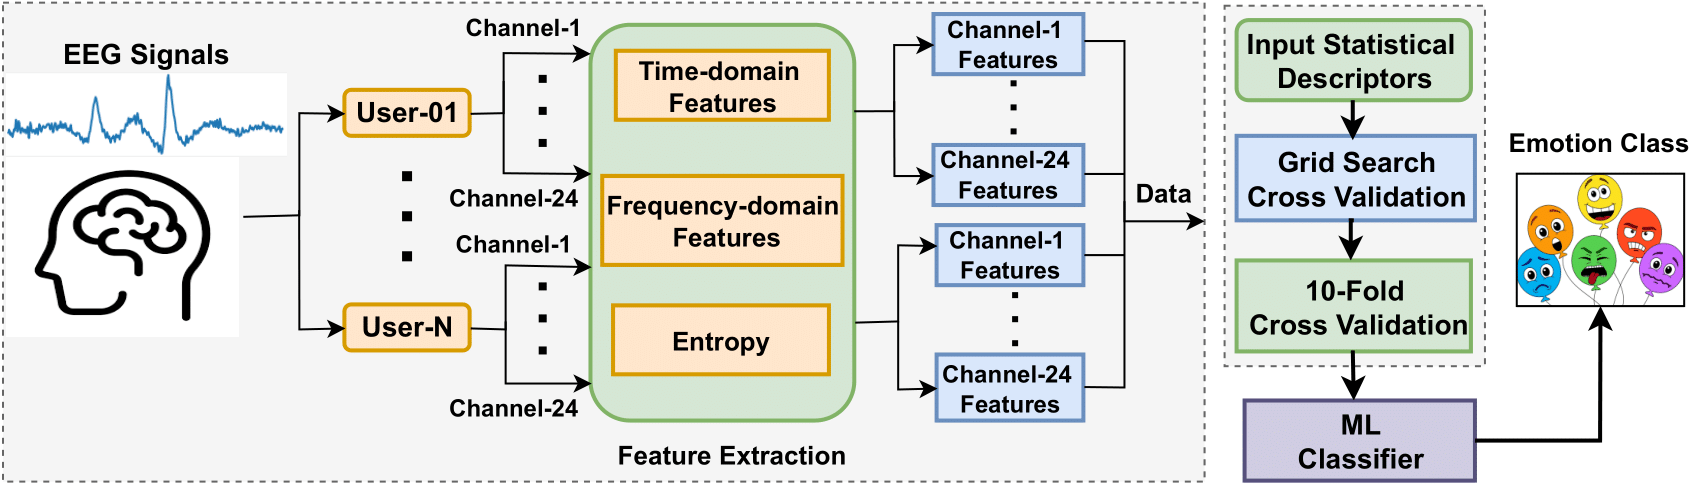 EEG Signals
User-01
User-N
Channel-1
Channel-24
Channel-1
Channel-24
Time-domain
Features
Frequency-domain
Features
Entropy
Feature Extraction
Channel-1
Features
Channel-24
Features
Channel-1
Features
Channel-24
Features
Data
Input Statistical
Descriptors
Grid Search
Cross Validation
10-Fold
Cross Validation
ML
Classifier
Emotion Class